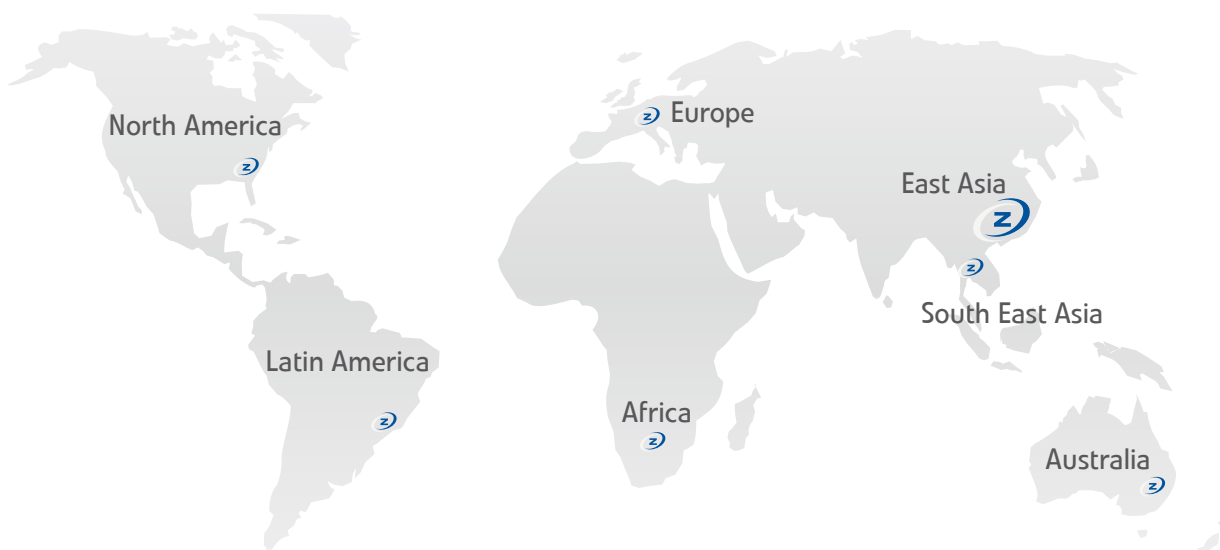 North America
Z
Europe
Z
East Asia
Z
Z
South East Asia
Latin America
Z
Africa
Z
Australia
Z